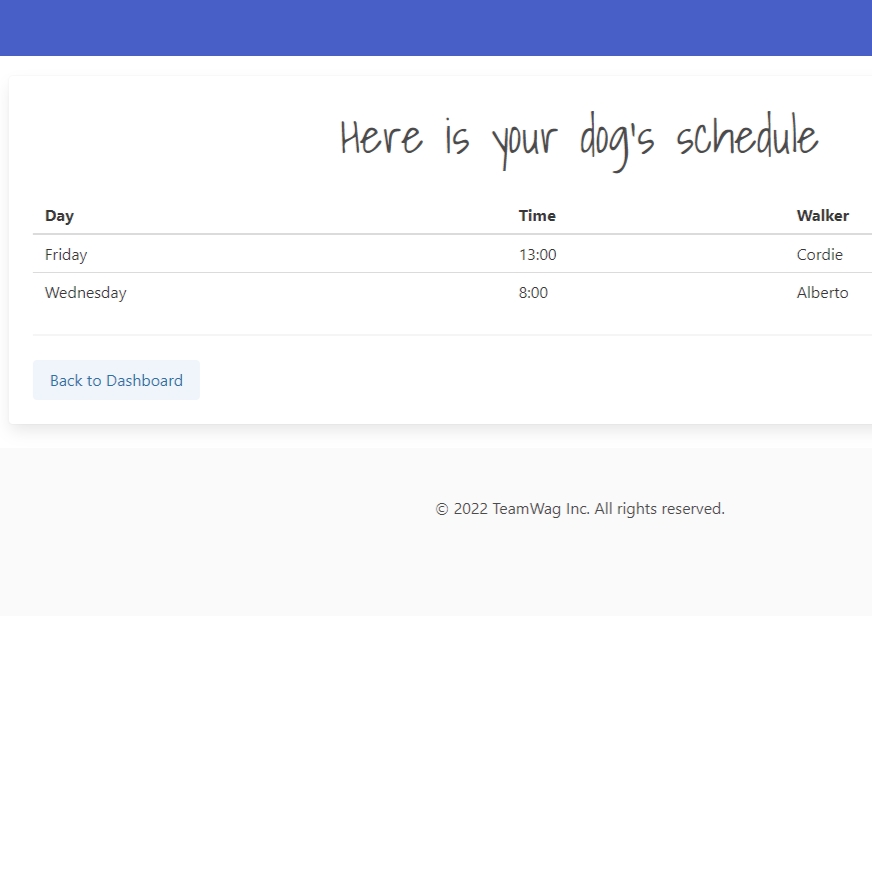 Here is your dog's schedule
Day Time Walker
Friday 13:00 Cordie
Wednesday 8:00 Alberto
Back to Dashboard
© 2022 TeamWag Inc. All rights reserved.